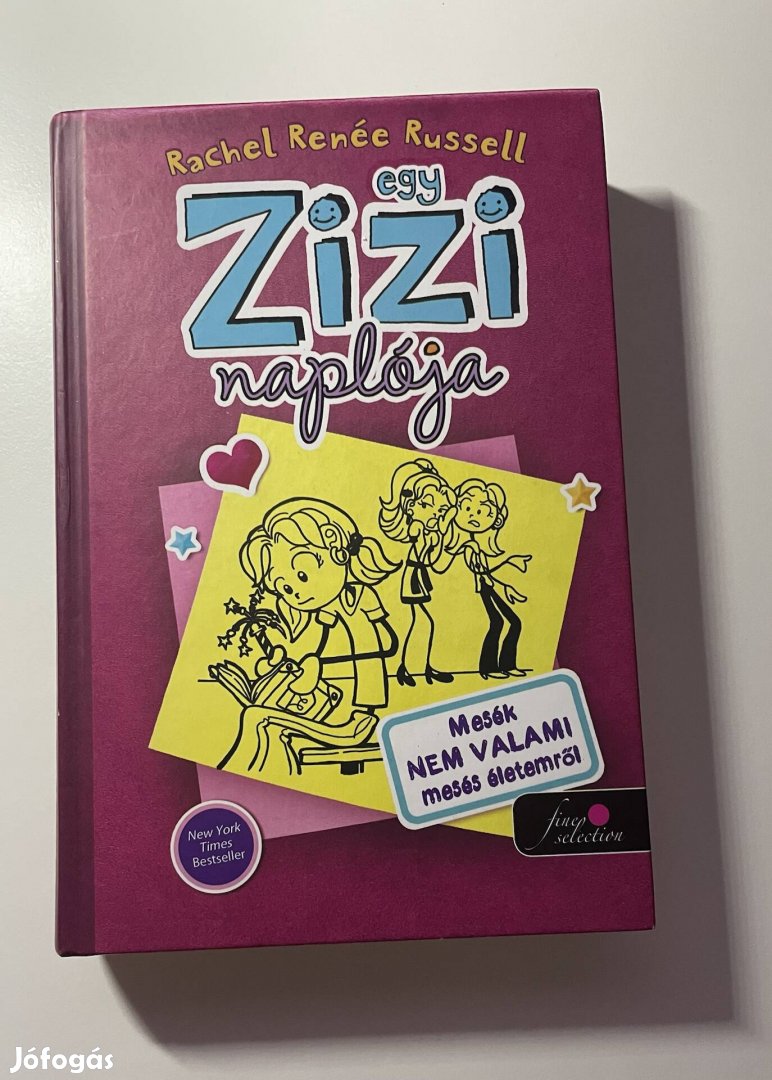 Rachel Renée Russell
egy
Zizi
naplója
Mesék
NEM VALAMI
mesés életemről
New York
Times
Bestseller
fine
selection
Jófogás